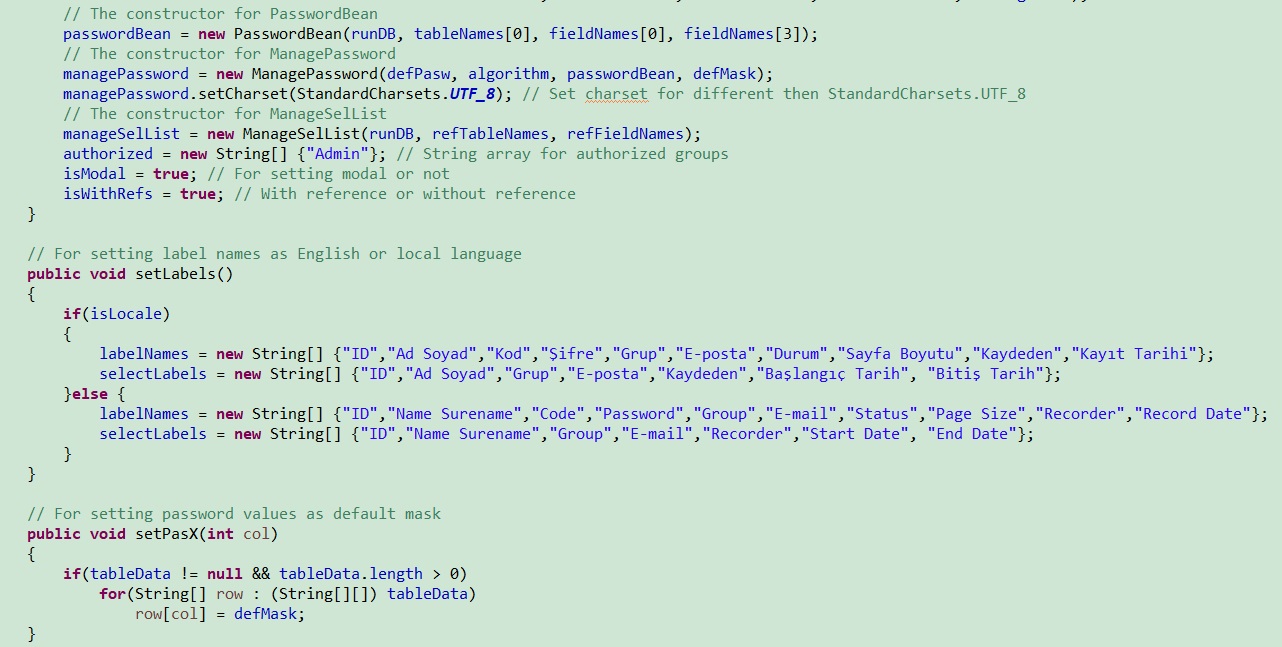 // The constructor for PasswordBean
passwordBean = new PasswordBean(runDB, tableNames[0], fieldNames[0], fieldNames[3]);
// The constructor for ManagePassword
managePassword = new ManagePassword(defPasw, algorithm, passwordBean, defMask);
managePassword.setCharset(StandardCharsets.UTF_8); // Set charset for different then StandardCharsets.UTF_8
// The constructor for ManageSelList
manageSelList = new ManageSelList(runDB, refTableNames, refFieldNames);
authorized = new String[] {"Admin"}; // String array for authorized groups
isModal = true; // For setting modal or not
isWithRefs = true; // With reference or without reference
}
// For setting label names as English or local language
public void setLabels()
{
if(isLocale)
{
labelNames = new String[] {"ID","Ad Soyad","Kod","Şifre","Grup","E-posta","Durum","Sayfa Boyutu","Kaydeden","Kayıt Tarihi"};
selectLabels = new String[] {"ID","Ad Soyad","Grup","E-posta","Kaydeden","Başlangıç Tarih", "Bitiş Tarih"};
}else {
labelNames = new String[] {"ID","Name Surename","Code","Password","Group","E-mail","Status","Page Size","Recorder","Record Date"};
selectLabels = new String[] {"ID","Name Surename","Group","E-mail","Recorder","Start Date", "End Date"};
}
}
// For setting password values as default mask
public void setPasX(int col)
{
if(tableData != null && tableData.length > 0)
for(String[] row : (String[][]) tableData)
row[col] = defMask;
}